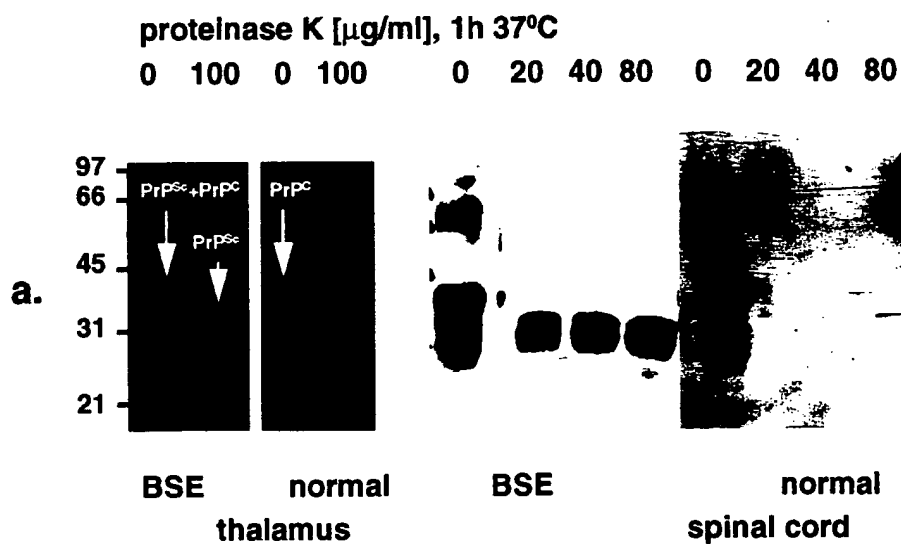 proteinase K [µg/ml], 1h 37⁰C
0 100 0 100 0 20 40 80 0 20 40 80
97
66
45
31
21
a.
PrPSc+PrPC
PrPSc
PrPC
BSE normal BSE normal
thalamus spinal cord